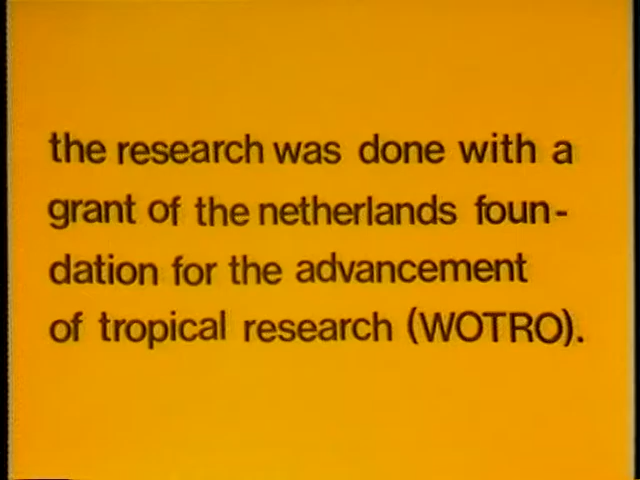 the research was done with a
grant of the netherlands foun-
dation for the advancement
of tropical research (WOTRO).